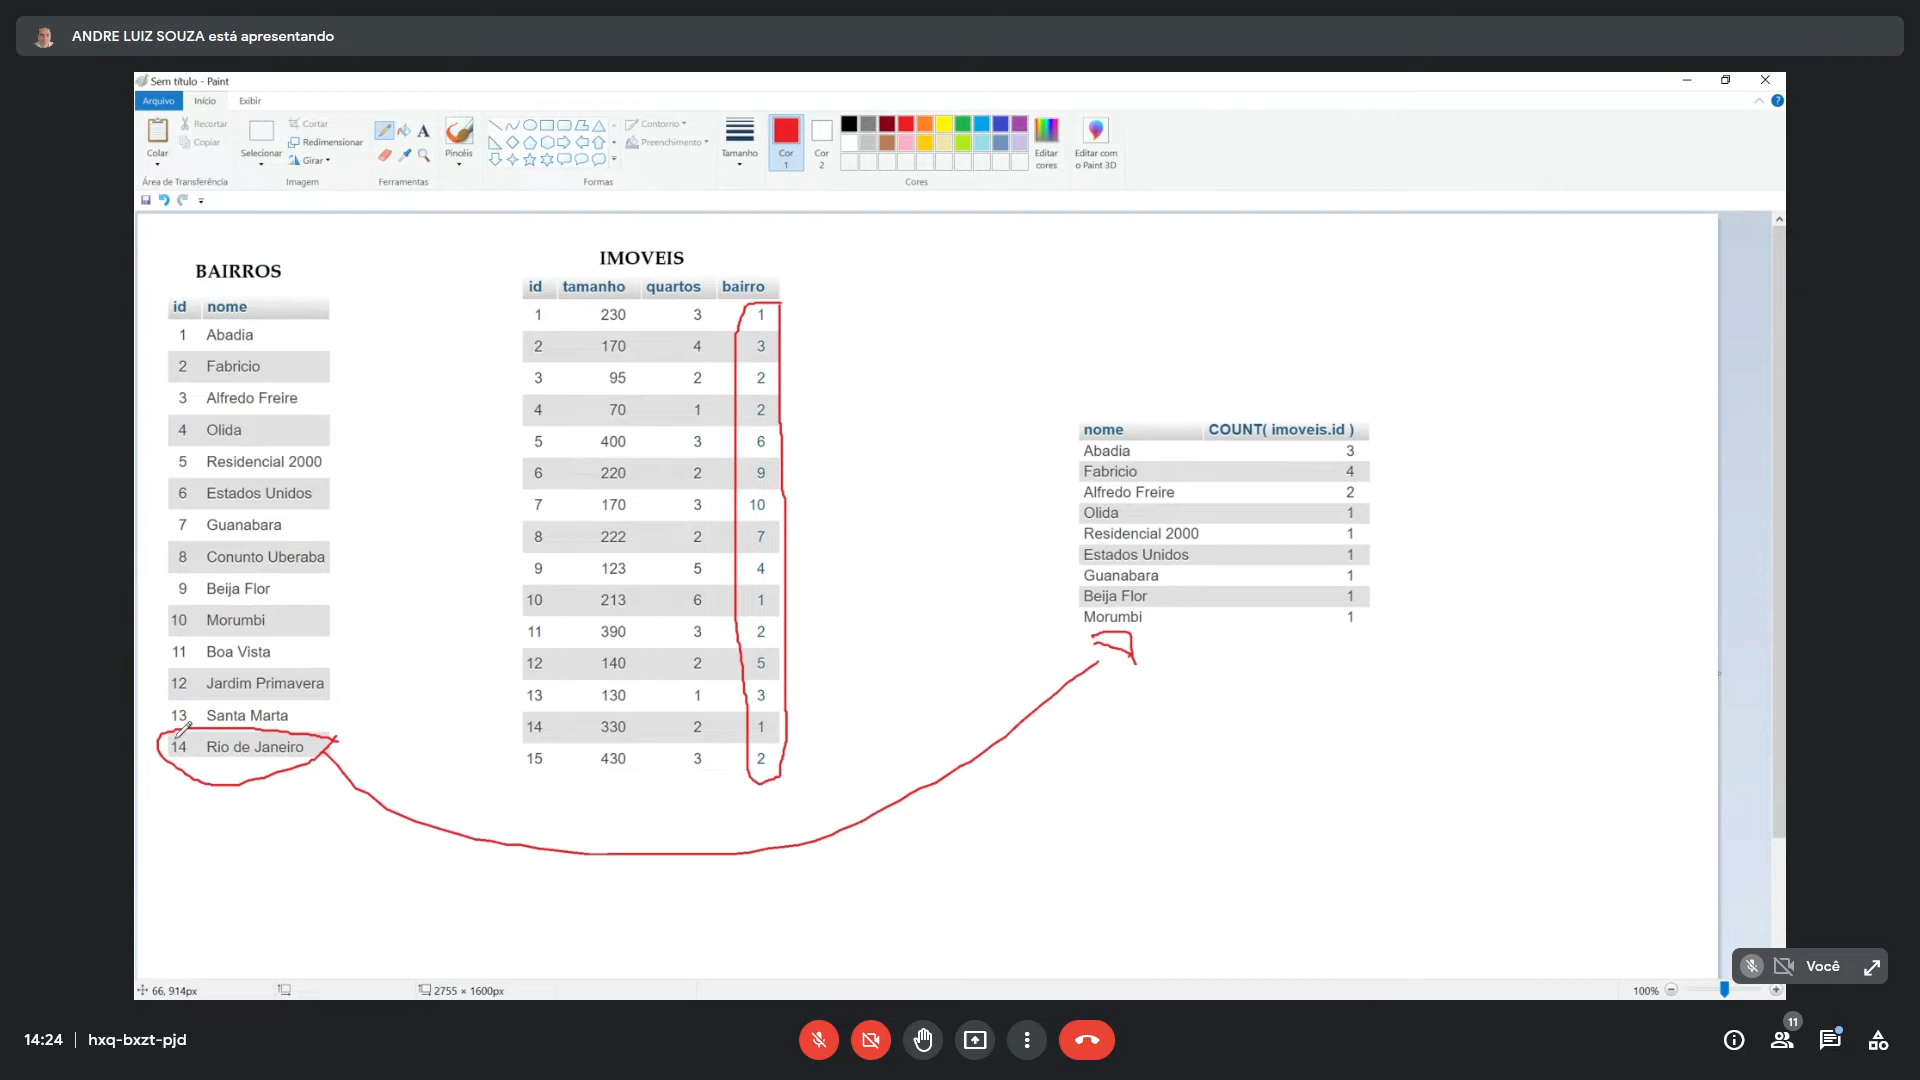 ANDRE LUIZ SOUZA está apresentando
Sem título - Paint
Arquivo Início Exibir
Colar
Recortar
Copiar
Área de Transferência
Selecionar
Cortar
Redimensionar
Girar
Imagem
A
Ferramentas
Pincéis
Contorno
Preenchimento
Formas
Tamanho
Cor 1
Cor 2
Cores
Editar cores
Editar com o Paint 3D
BAIRROS
id nome
1 Abadia
2 Fabricio
3 Alfredo Freire
4 Olida
5 Residencial 2000
6 Estados Unidos
7 Guanabara
8 Conunto Uberaba
9 Beija Flor
10 Morumbi
11 Boa Vista
12 Jardim Primavera
13 Santa Marta
14 Rio de Janeiro
IMOVEIS
id tamanho quartos bairro
1 230 3 1
2 170 4 3
3 95 2 2
4 70 1 2
5 400 3 6
6 220 2 9
7 170 3 10
8 222 2 7
9 123 5 4
10 213 6 1
11 390 3 2
12 140 2 5
13 130 1 3
14 330 2 1
15 430 3 2
nome COUNT( imoveis.id )
Abadia 3
Fabricio 4
Alfredo Freire 2
Olida 1
Residencial 2000 1
Estados Unidos 1
Guanabara 1
Beija Flor 1
Morumbi 1
Você
66, 914px
2755 × 1600px
100%
14:24 | hxq-bxzt-pjd
11